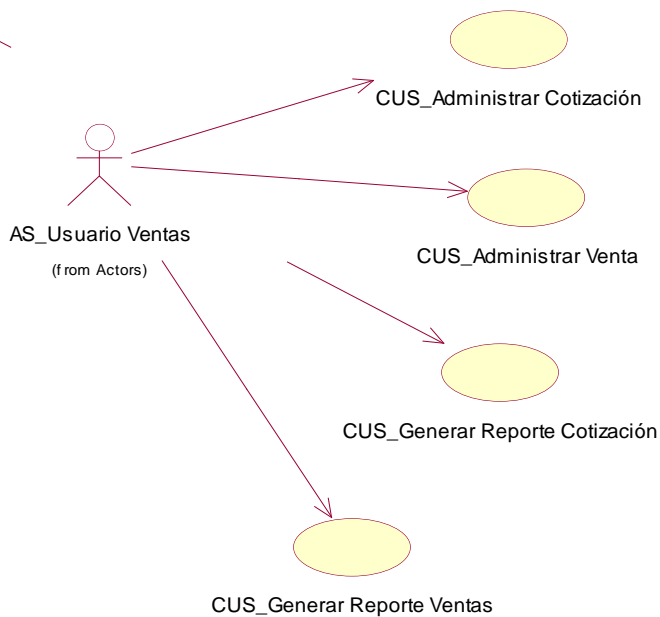 CUS_Administrar Cotización
AS_Usuario Ventas
(from Actors)
CUS_Administrar Venta
CUS_Generar Reporte Cotización
CUS_Generar Reporte Ventas